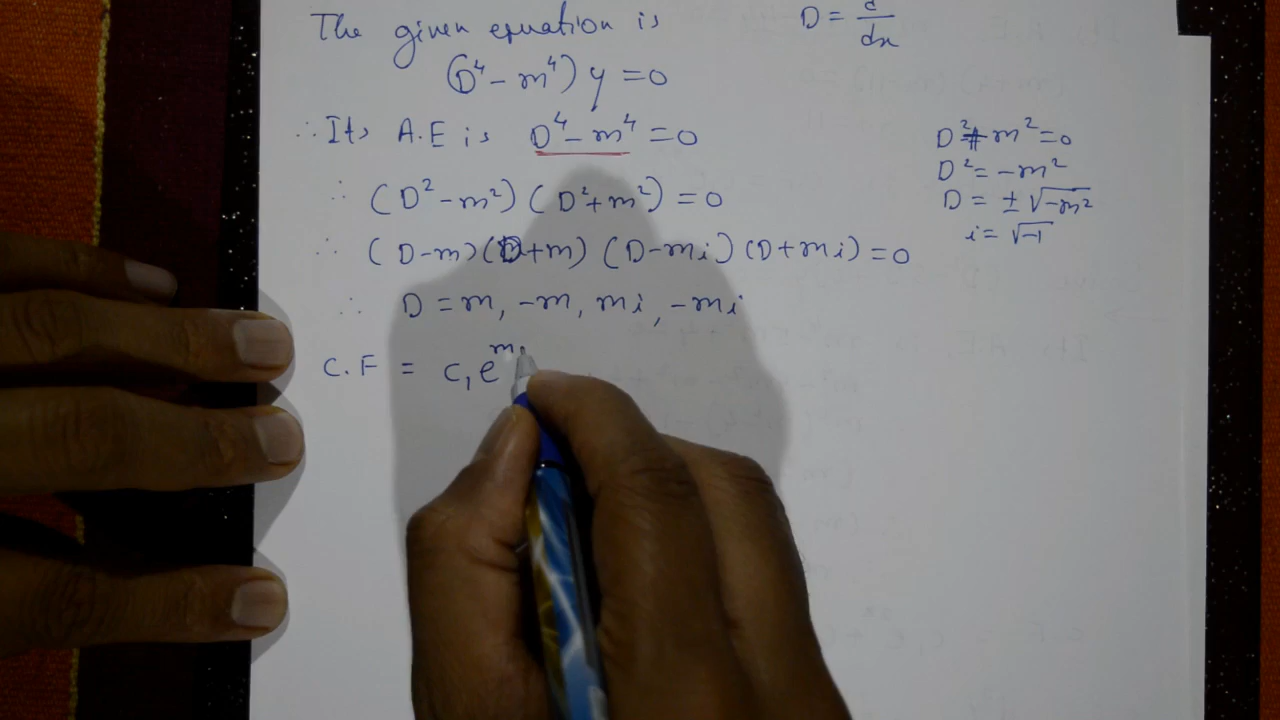 The given equation is
D = d/dx
(D⁴ - m⁴) y = 0
∴ Its A.E is D⁴ - m⁴ = 0
∴ (D² - m²) (D² + m²) = 0
∴ (D - m) (D + m) (D - mi) (D + mi) = 0
∴ D = m, -m, mi, -mi
C.F = c₁e^m
D² + m² = 0
D² = -m²
D = ± √-m²
i = √-1